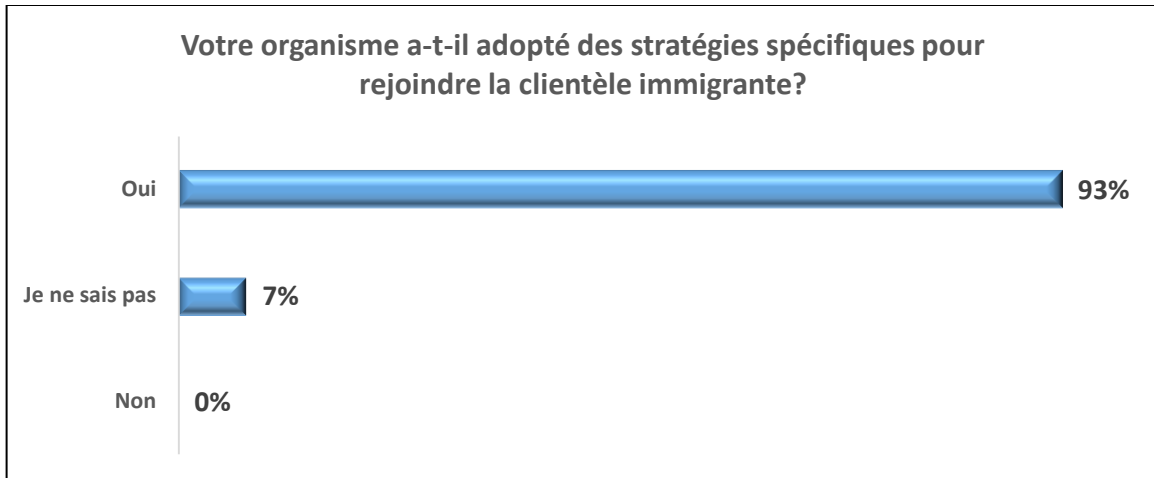 Votre organisme a-t-il adopté des stratégies spécifiques pour
rejoindre la clientèle immigrante?
Oui
93%
Je ne sais pas
7%
Non
0%